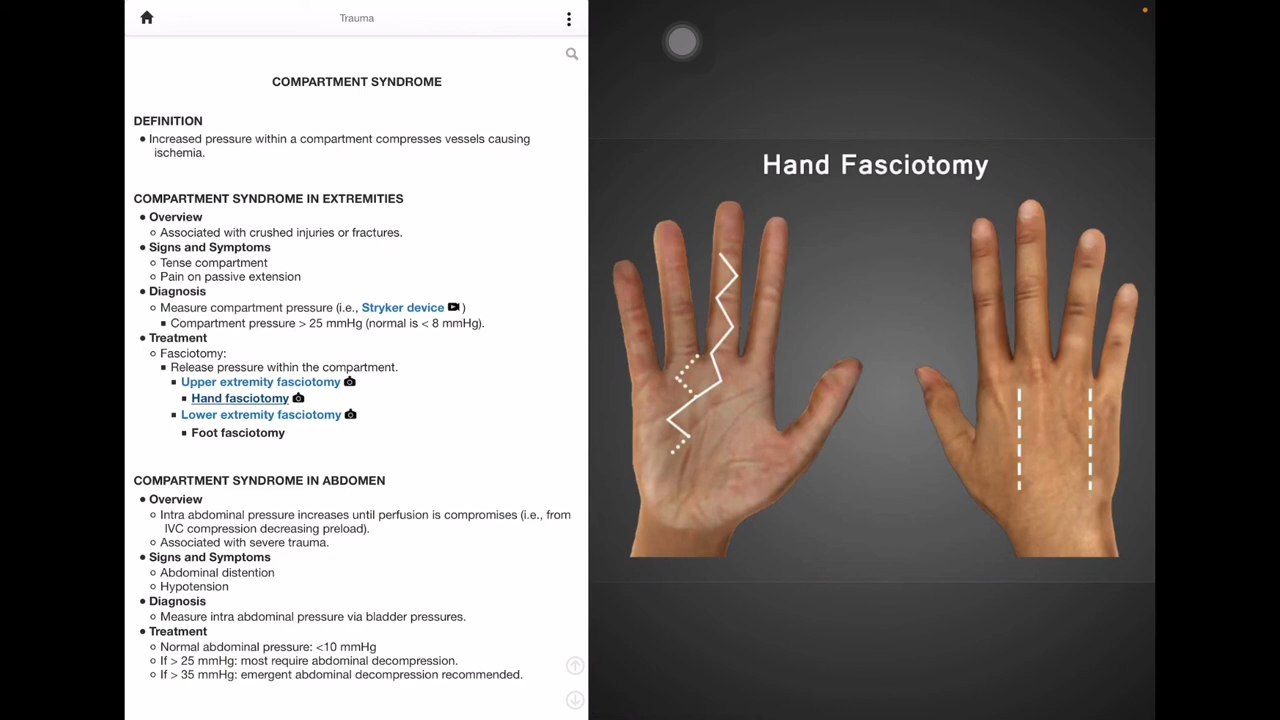 Trauma
COMPARTMENT SYNDROME
DEFINITION
● Increased pressure within a compartment compresses vessels causing
ischemia.
COMPARTMENT SYNDROME IN EXTREMITIES
● Overview
○ Associated with crushed injuries or fractures.
● Signs and Symptoms
○ Tense compartment
○ Pain on passive extension
● Diagnosis
○ Measure compartment pressure (i.e., Stryker device )
■ Compartment pressure > 25 mmHg (normal is < 8 mmHg).
● Treatment
○ Fasciotomy:
■ Release pressure within the compartment.
■ Upper extremity fasciotomy
■ Hand fasciotomy
■ Lower extremity fasciotomy
■ Foot fasciotomy
COMPARTMENT SYNDROME IN ABDOMEN
● Overview
○ Intra abdominal pressure increases until perfusion is compromises (i.e., from
IVC compression decreasing preload).
○ Associated with severe trauma.
● Signs and Symptoms
○ Abdominal distention
○ Hypotension
● Diagnosis
○ Measure intra abdominal pressure via bladder pressures.
● Treatment
○ Normal abdominal pressure: <10 mmHg
○ If > 25 mmHg: most require abdominal decompression.
○ If > 35 mmHg: emergent abdominal decompression recommended.
Hand Fasciotomy